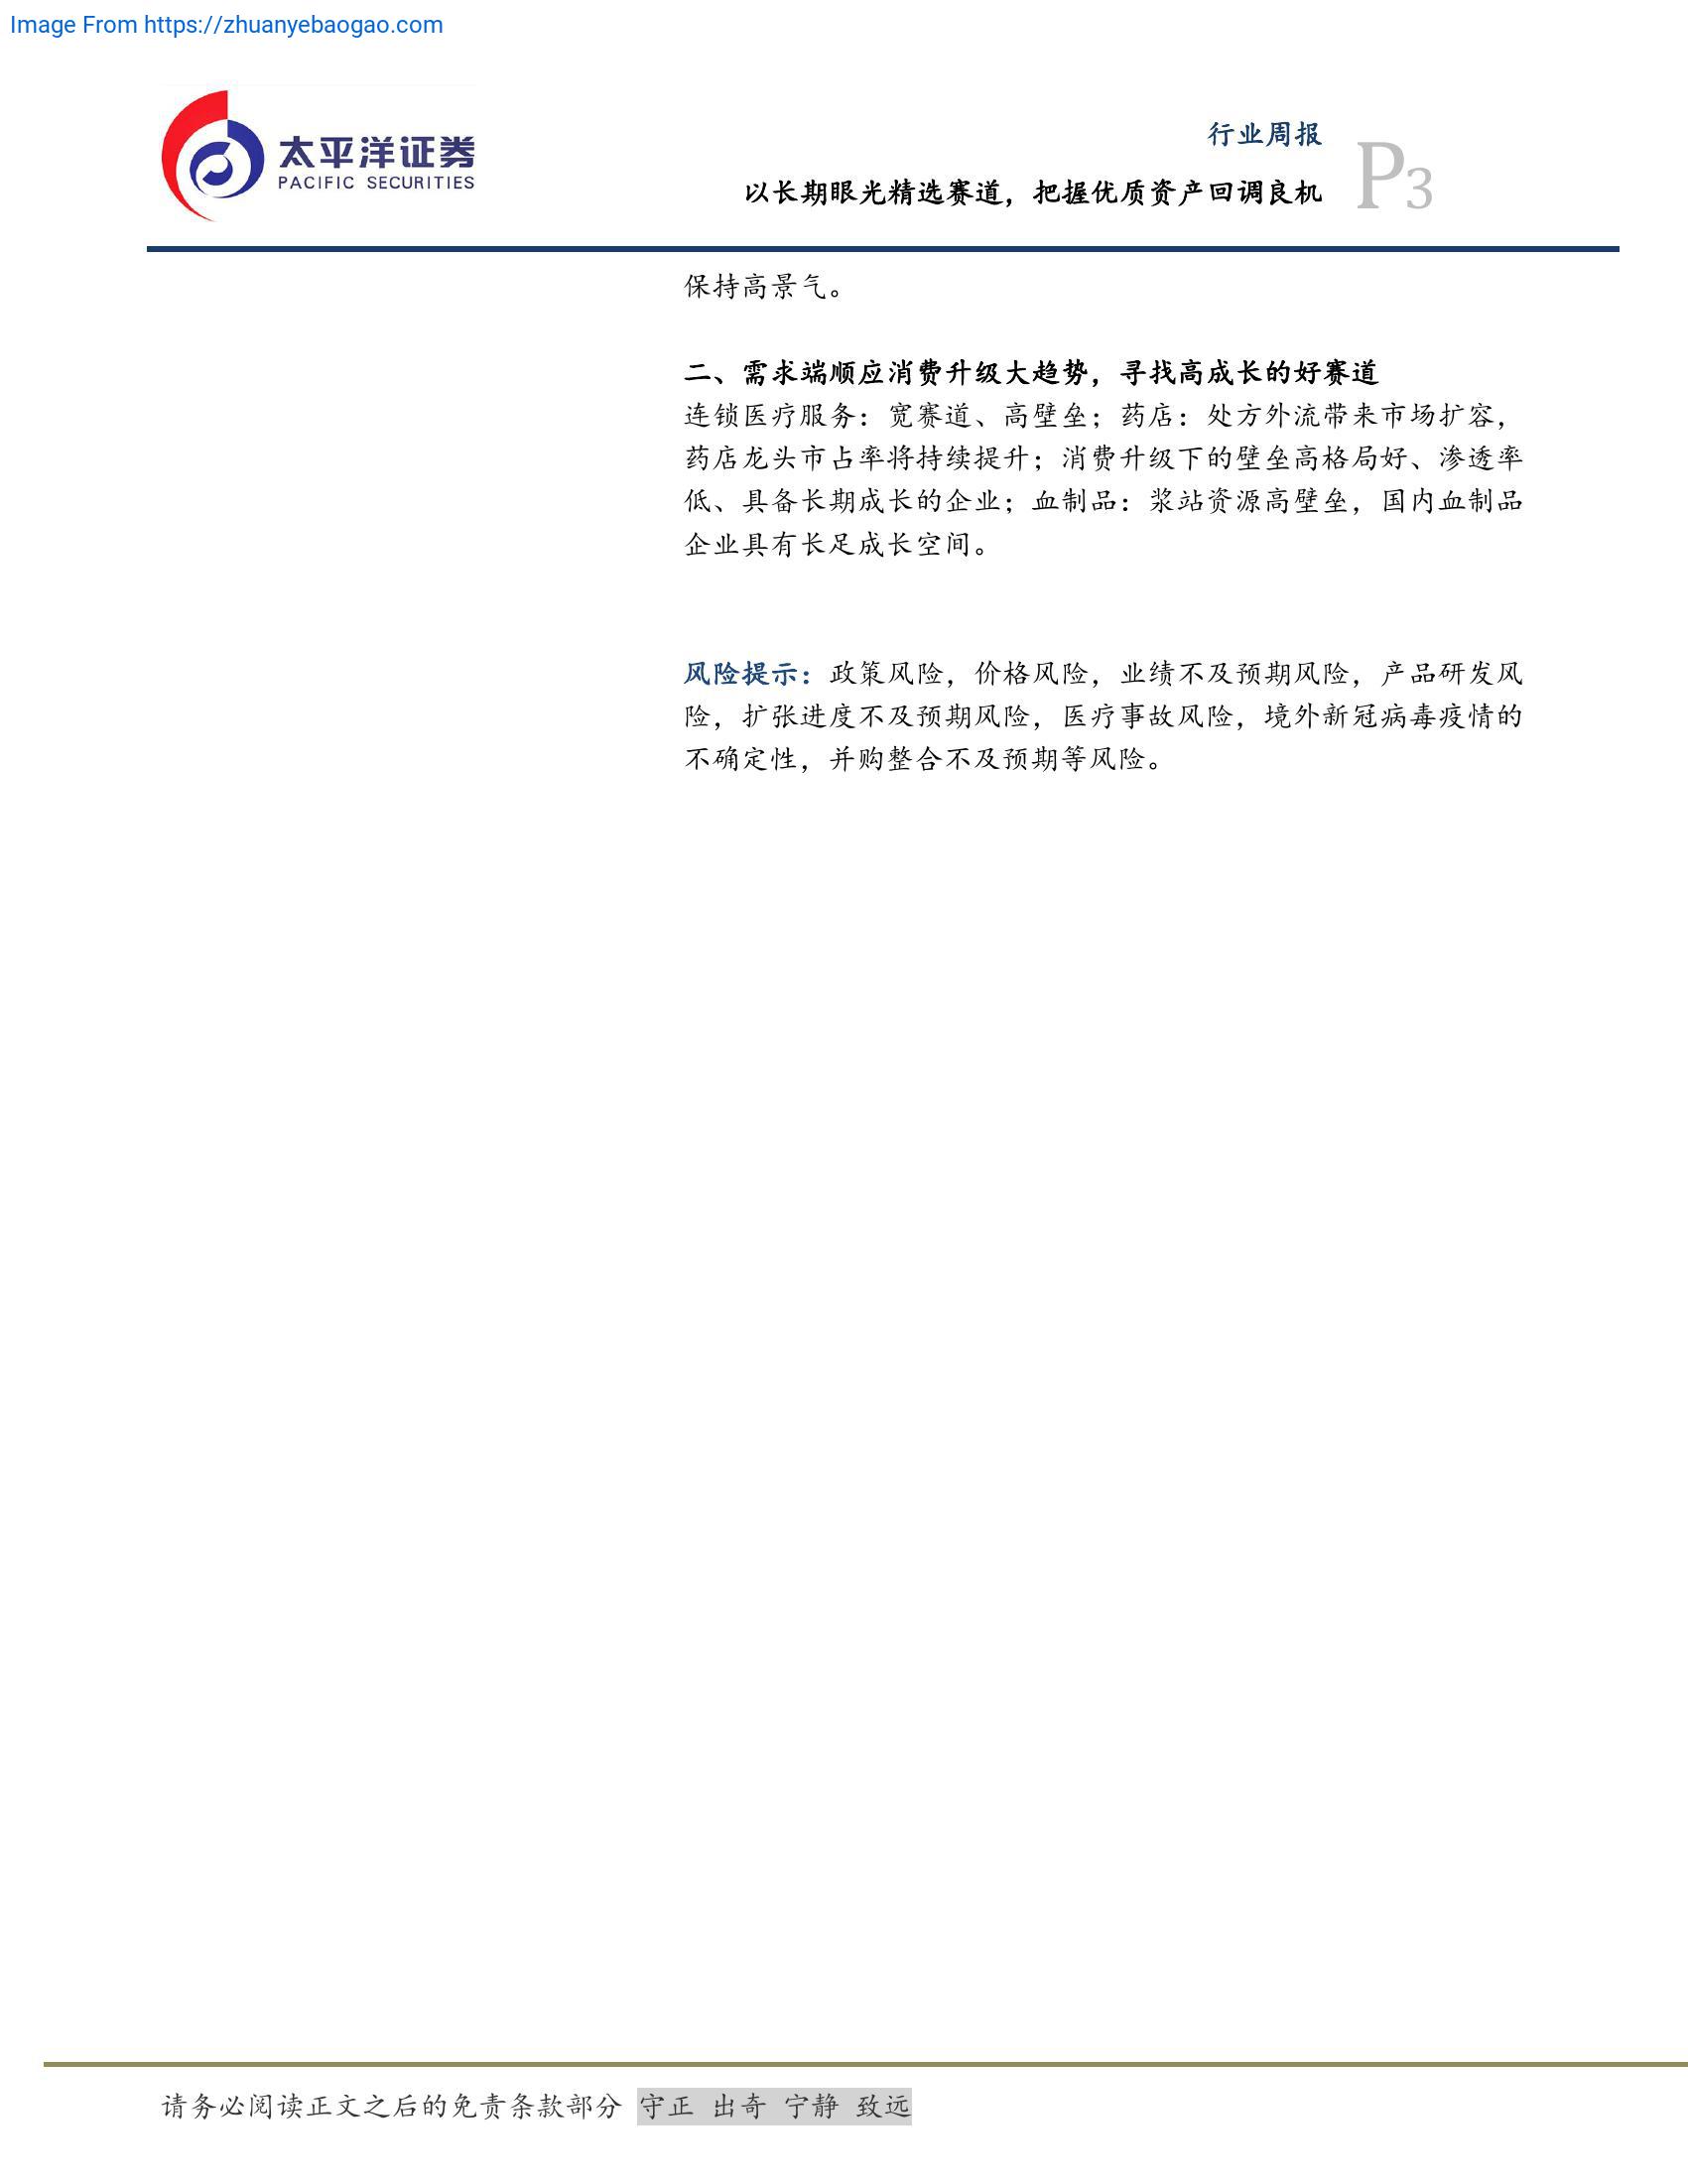 Image From https://zhuanyebaogao.com
太平洋证券
PACIFIC SECURITIES
行业周报
以长期眼光精选赛道，把握优质资产回调良机
P3
保持高景气。
二、需求端顺应消费升级大趋势，寻找高成长的好赛道
连锁医疗服务：宽赛道、高壁垒；药店：处方外流带来市场扩容，
药店龙头市占率将持续提升；消费升级下的壁垒高格局好、渗透率
低、具备长期成长的企业；血制品：浆站资源高壁垒，国内血制品
企业具有长足成长空间。
风险提示：政策风险，价格风险，业绩不及预期风险，产品研发风
险，扩张进度不及预期风险，医疗事故风险，境外新冠病毒疫情的
不确定性，并购整合不及预期等风险。
请务必阅读正文之后的免责条款部分 守正 出奇 宁静 致远